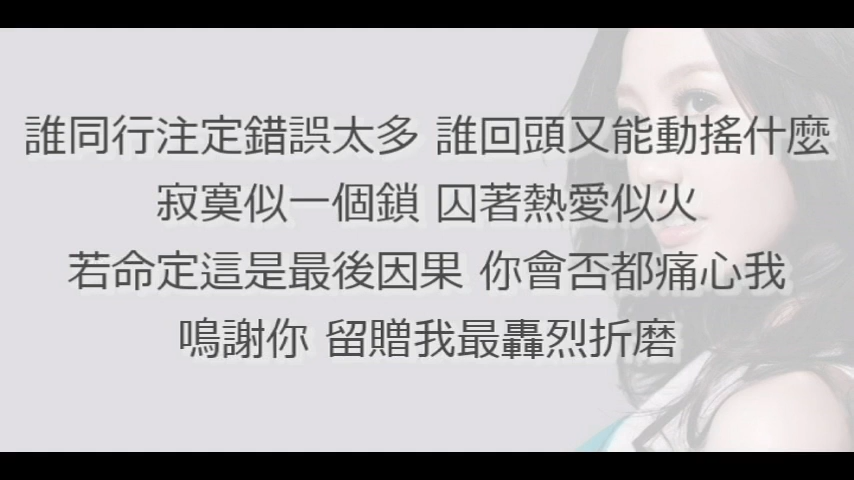 誰同行注定錯誤太多 誰回頭又能動搖什麼
寂寞似一個鎖 囚著熱愛似火
若命定這是最後因果 你會否都痛心我
鳴謝你 留贈我最轟烈折磨